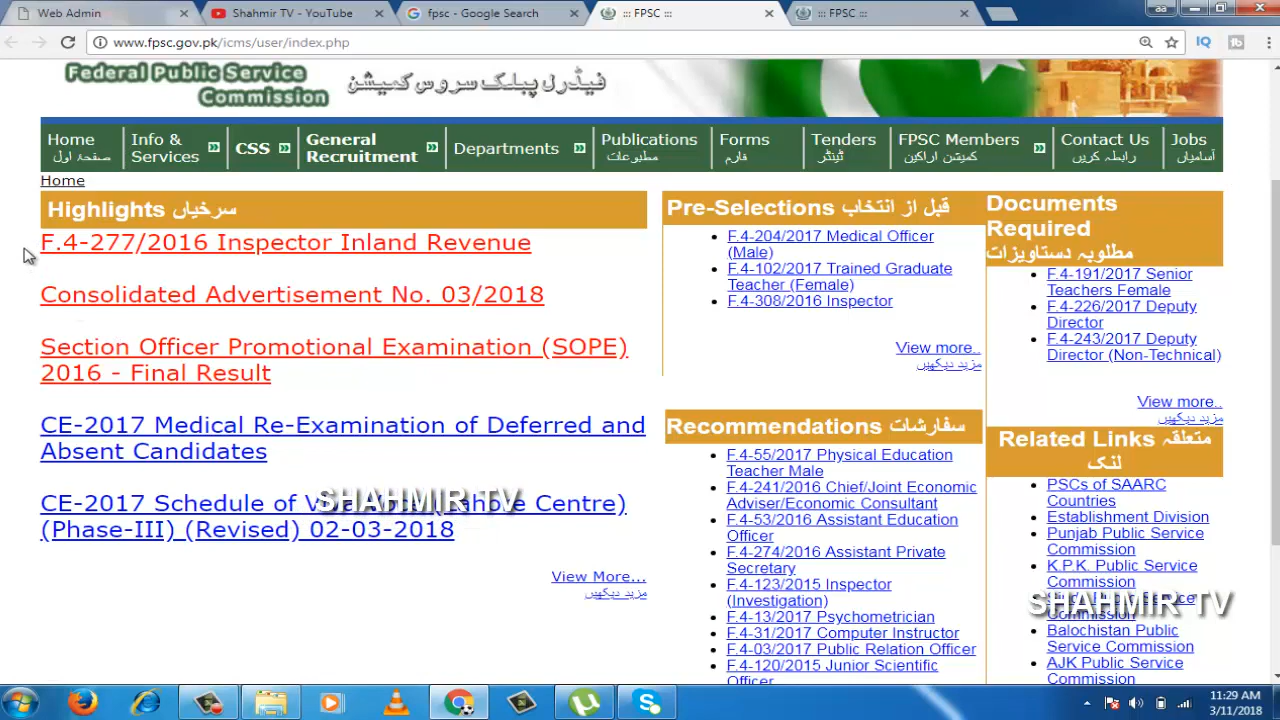 Web Admin
Shahmir TV - YouTube
fpsc - Google Search
::: FPSC :::
::: FPSC :::
www.fpsc.gov.pk/icms/user/index.php
Federal Public Service
Commission
فیڈرل پبلک سروس کمیشن
Home
صفحۂ اول
Info &
Services
CSS
General
Recruitment
Departments
Publications
مطبوعات
Forms
فارم
Tenders
ٹینڈر
FPSC Members
کمیشن اراکین
Contact Us
رابطہ کریں
Jobs
آسامیاں
Home
Highlights سرخیاں
F.4-277/2016 Inspector Inland Revenue
Consolidated Advertisement No. 03/2018
Section Officer Promotional Examination (SOPE)
2016 - Final Result
CE-2017 Medical Re-Examination of Deferred and
Absent Candidates
CE-2017 Schedule of Centre)
(Phase-III) (Revised) 02-03-2018
SHAHMIR TV
View More...
مزید دیکھیں
Pre-Selections قبل از انتخاب
F.4-204/2017 Medical Officer
(Male)
F.4-102/2017 Trained Graduate
Teacher (Female)
F.4-308/2016 Inspector
View more..
مزید دیکھیں
Recommendations سفارشات
F.4-55/2017 Physical Education
Teacher Male
F.4-241/2016 Chief/Joint Economic
Adviser/Economic Consultant
F.4-53/2016 Assistant Education
Officer
F.4-274/2016 Assistant Private
Secretary
F.4-123/2015 Inspector
(Investigation)
F.4-13/2017 Psychometrician
F.4-31/2017 Computer Instructor
F.4-03/2017 Public Relation Officer
F.4-120/2015 Junior Scientific
Officer
Documents
Required
مطلوبہ دستاویزات
F.4-191/2017 Senior
Teachers Female
F.4-226/2017 Deputy
Director
F.4-243/2017 Deputy
Director (Non-Technical)
View more..
مزید دیکھیں
Related Links متعلقہ
لنک
PSCs of SAARC
Countries
Establishment Division
Punjab Public Service
Commission
K.P.K. Public Service
Commission
SHAHMIR TV
Balochistan Public
Service Commission
AJK Public Service
Commission
11:29 AM
3/11/2018